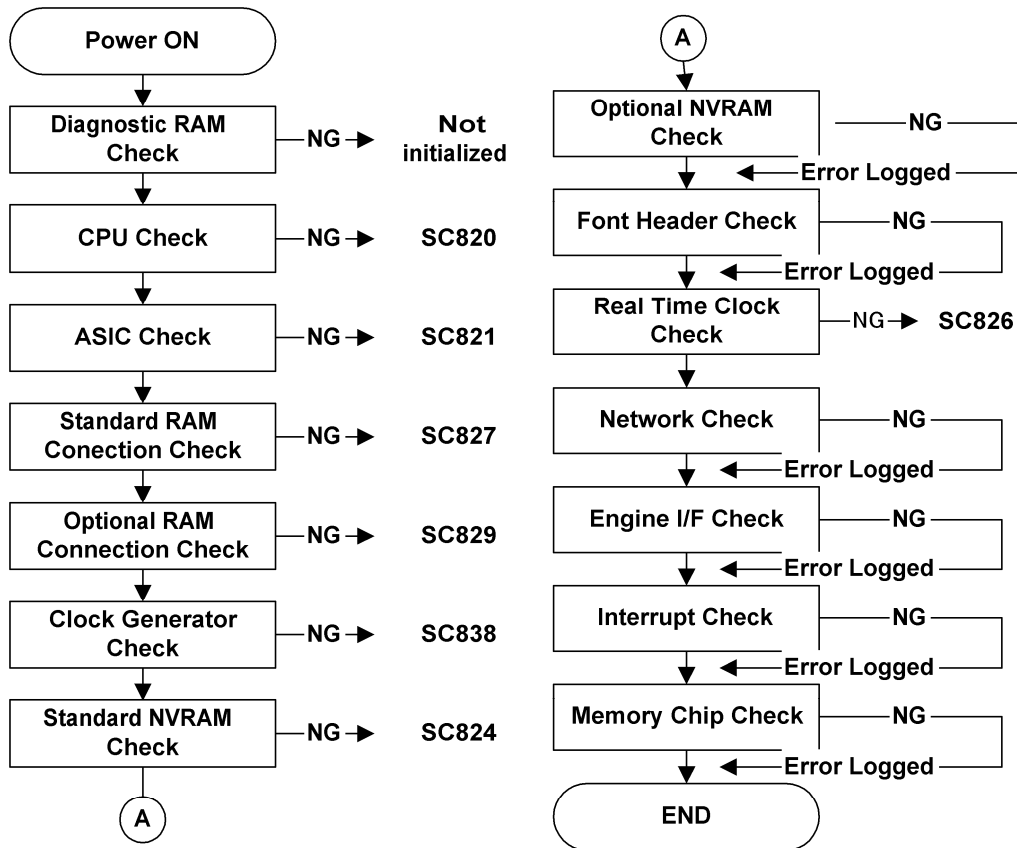 Power ON
Diagnostic RAM
Check
NG
Not
initialized
CPU Check
NG
SC820
ASIC Check
NG
SC821
Standard RAM
Conection Check
NG
SC827
Optional RAM
Connection Check
NG
SC829
Clock Generator
Check
NG
SC838
Standard NVRAM
Check
NG
SC824
A
A
Optional NVRAM
Check
NG
Error Logged
Font Header Check
NG
Error Logged
Real Time Clock
Check
NG
SC826
Network Check
NG
Error Logged
Engine I/F Check
NG
Error Logged
Interrupt Check
NG
Error Logged
Memory Chip Check
NG
Error Logged
END